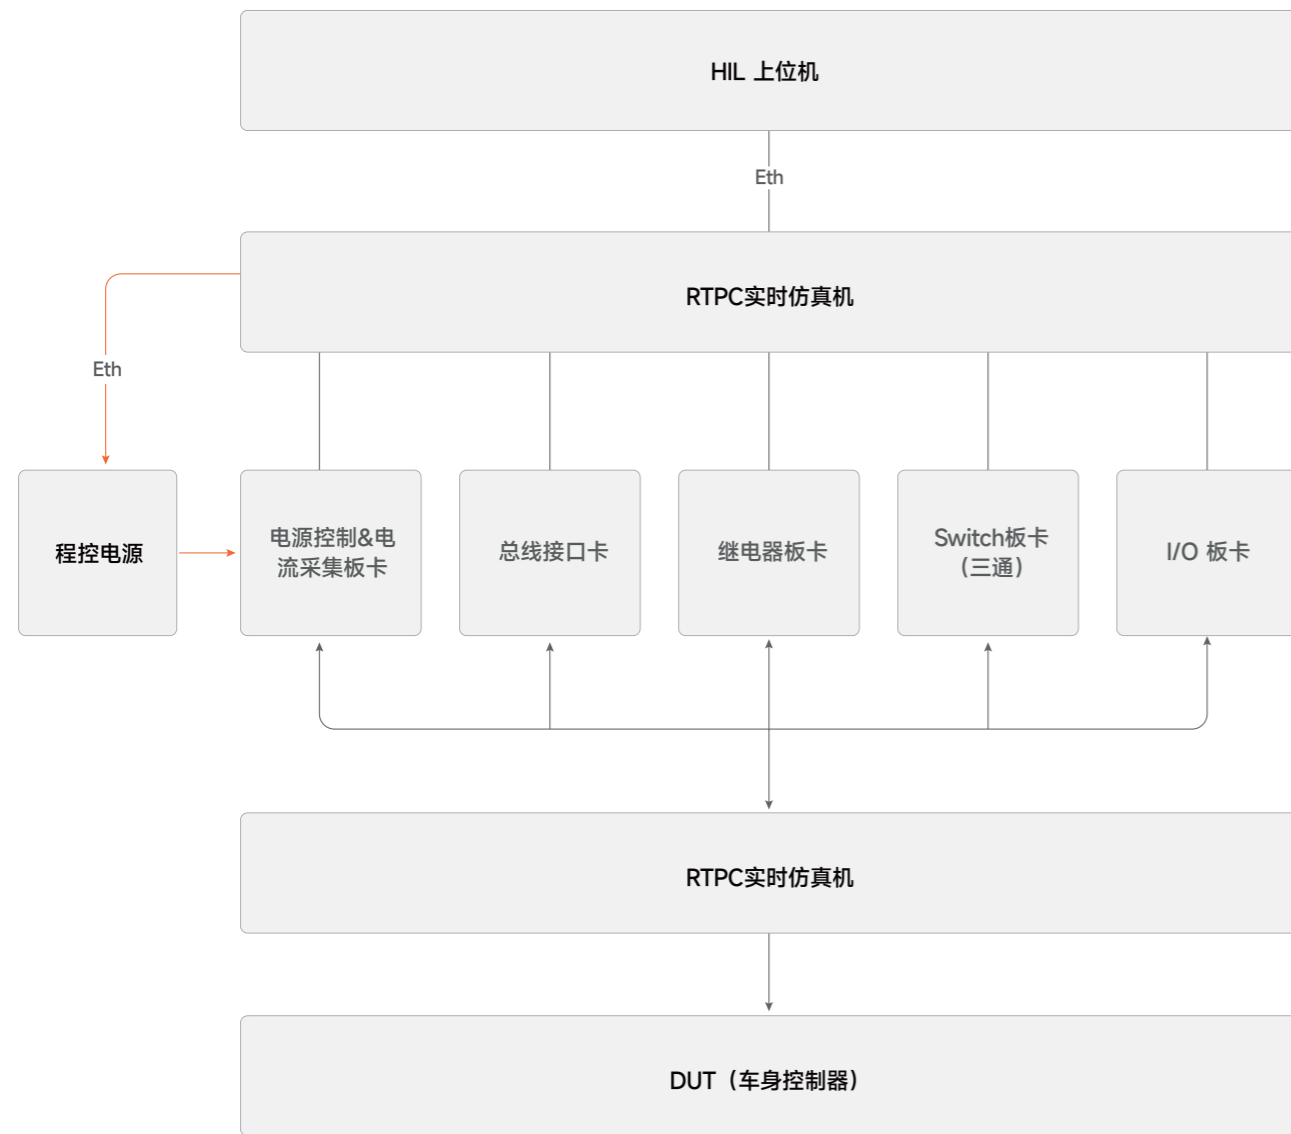 HIL 上位机
Eth
RTPC实时仿真机
Eth
程控电源
电源控制&电
流采集板卡
总线接口卡
继电器板卡
Switch板卡
（三通）
I/O 板卡
RTPC实时仿真机
DUT（车身控制器）